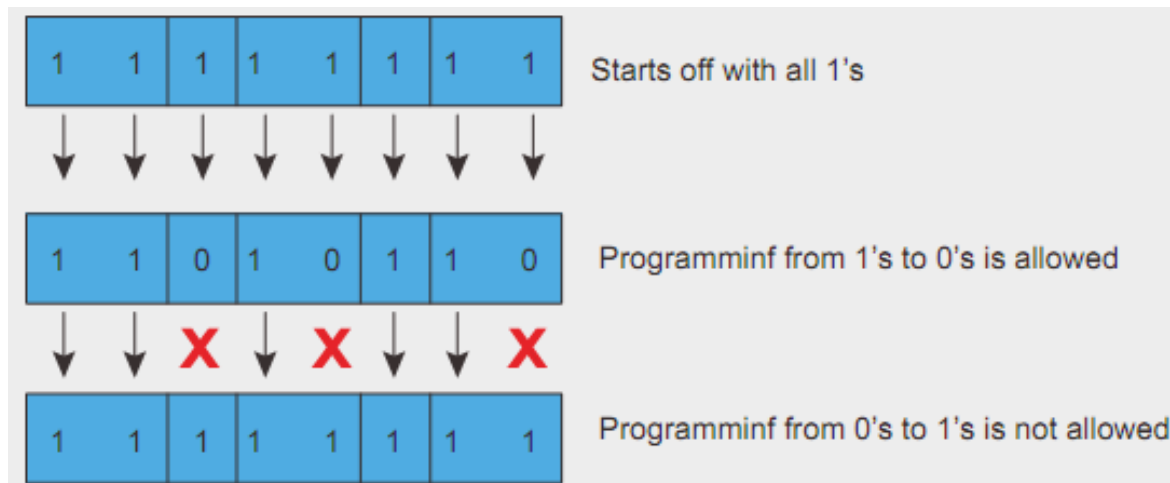 1 1 1 1 1 1 1 1 Starts off with all 1's
1 1 0 1 0 1 1 0 Programminf from 1's to 0's is allowed
X X X
1 1 1 1 1 1 1 1 Programminf from 0's to 1's is not allowed